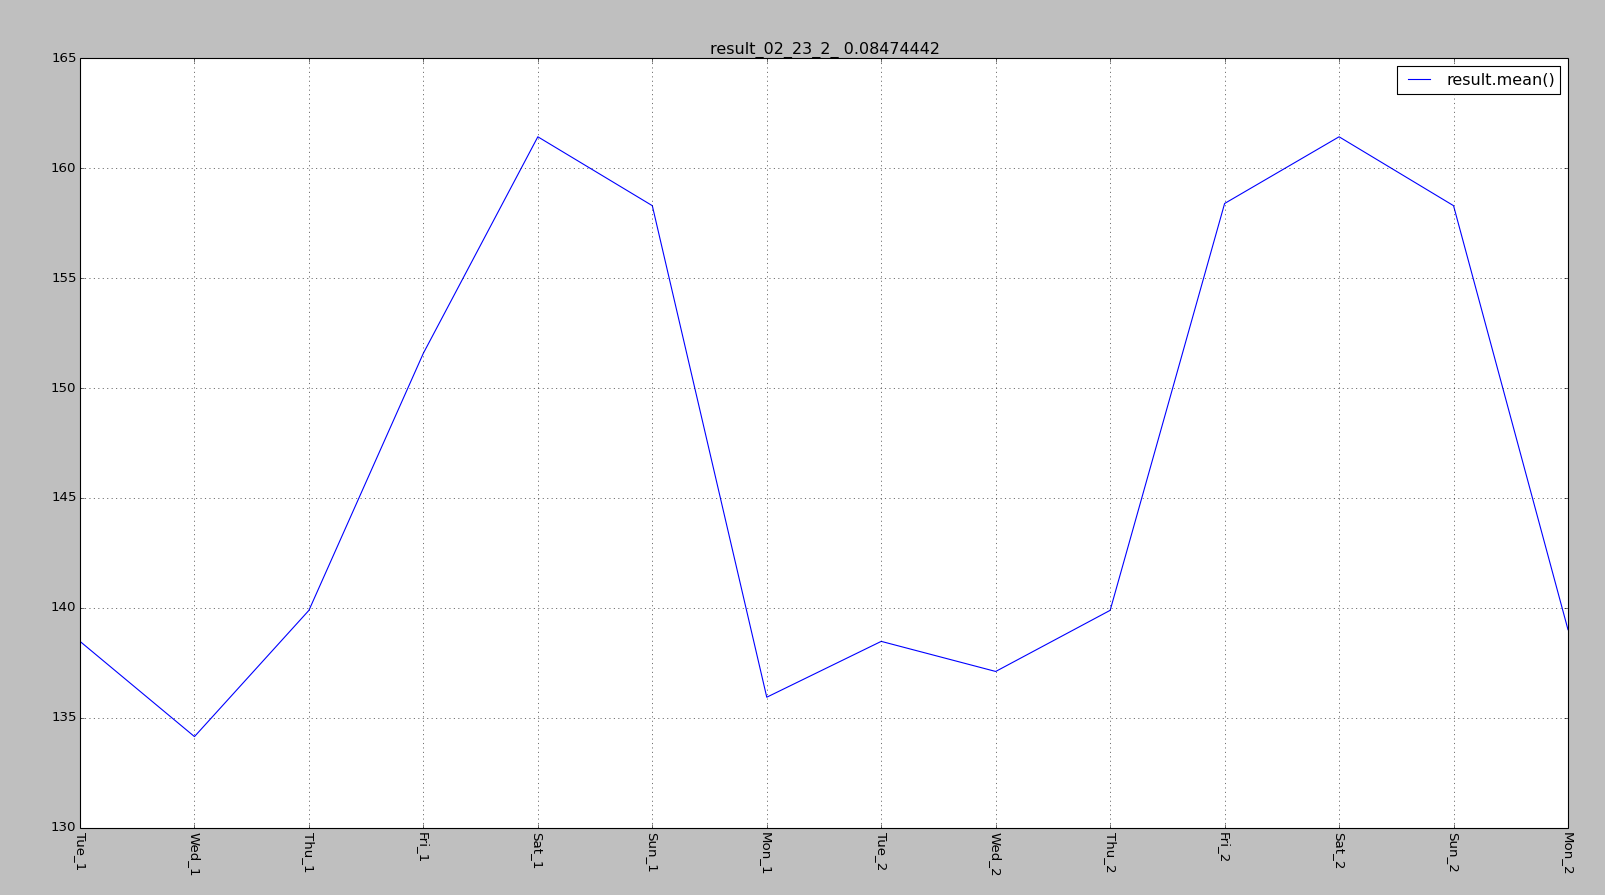 result_02_23_2_ 0.08474442
result.mean()
165
160
155
150
145
140
135
130
Tue_1
Wed_1
Thu_1
Fri_1
Sat_1
Sun_1
Mon_1
Tue_2
Wed_2
Thu_2
Fri_2
Sat_2
Sun_2
Mon_2